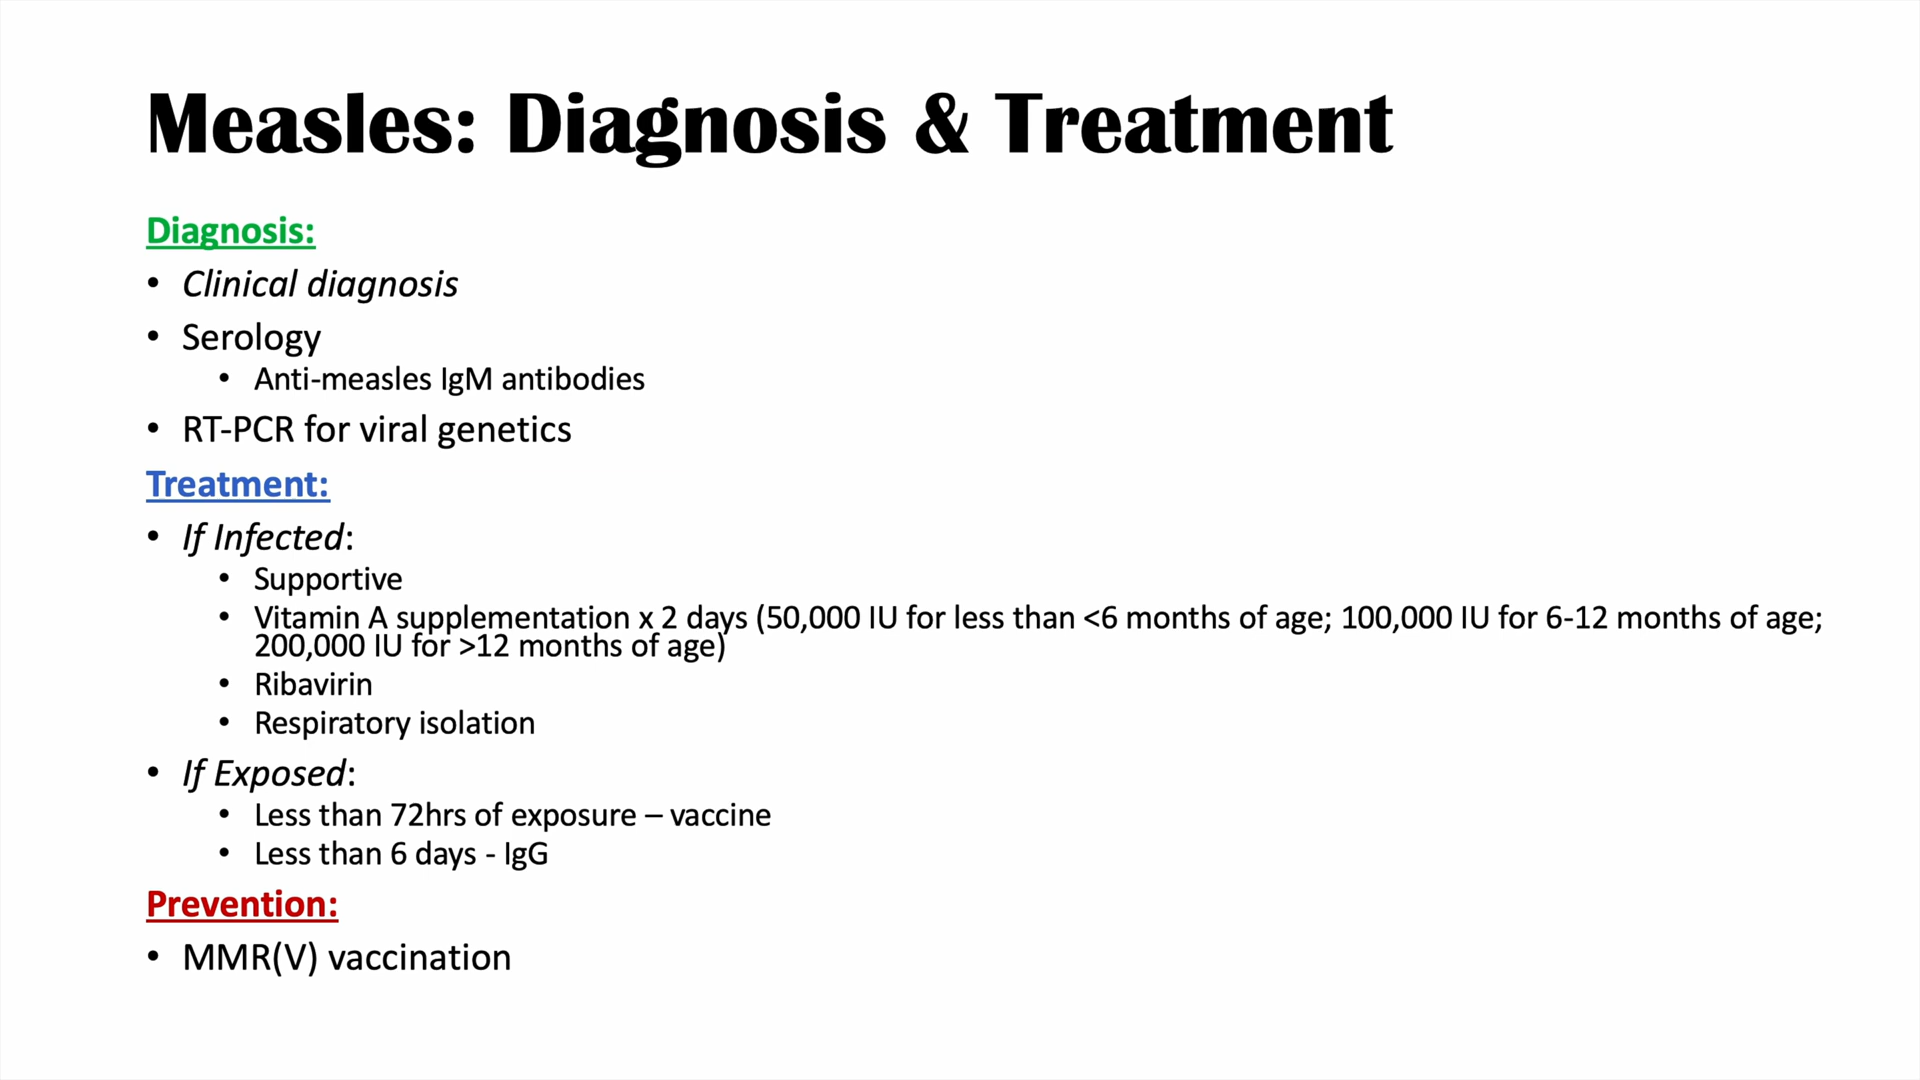 Measles: Diagnosis & Treatment
Diagnosis:
• Clinical diagnosis
• Serology
• Anti-measles IgM antibodies
• RT-PCR for viral genetics
Treatment:
• If Infected:
• Supportive
• Vitamin A supplementation x 2 days (50,000 IU for less than <6 months of age; 100,000 IU for 6-12 months of age;
200,000 IU for >12 months of age)
• Ribavirin
• Respiratory isolation
• If Exposed:
• Less than 72hrs of exposure – vaccine
• Less than 6 days - IgG
Prevention:
• MMR(V) vaccination